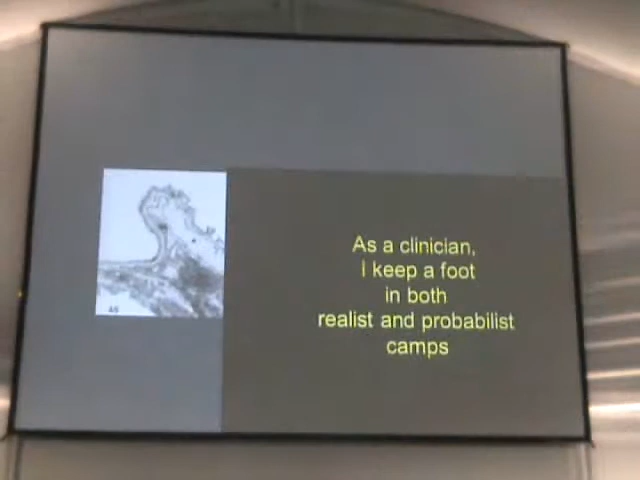 As a clinician,
I keep a foot
in both
realist and probabilist
camps